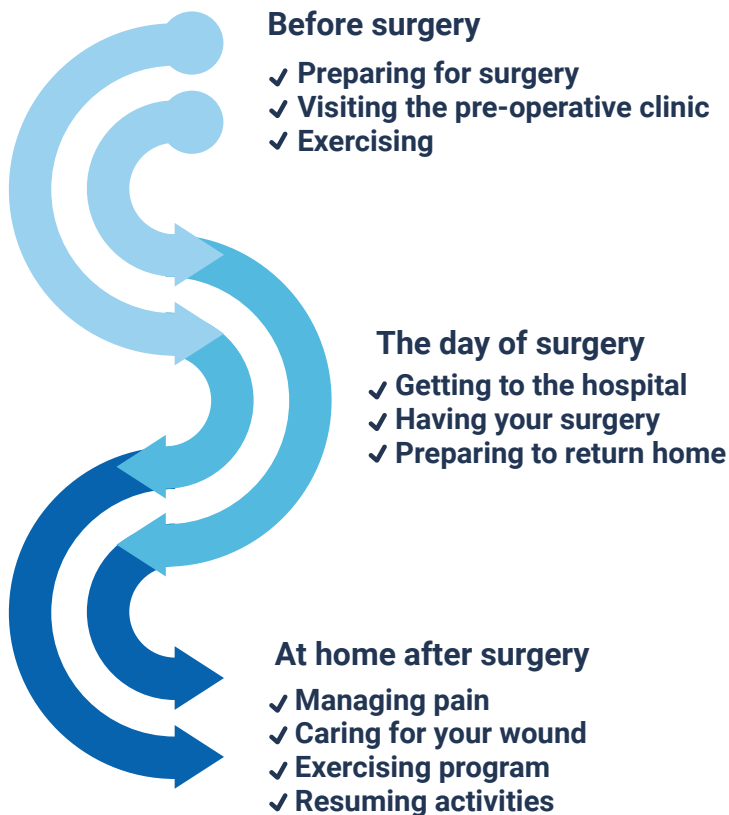 Before surgery
✓ Preparing for surgery
✓ Visiting the pre-operative clinic
✓ Exercising
The day of surgery
✓ Getting to the hospital
✓ Having your surgery
✓ Preparing to return home
At home after surgery
✓ Managing pain
✓ Caring for your wound
✓ Exercising program
✓ Resuming activities